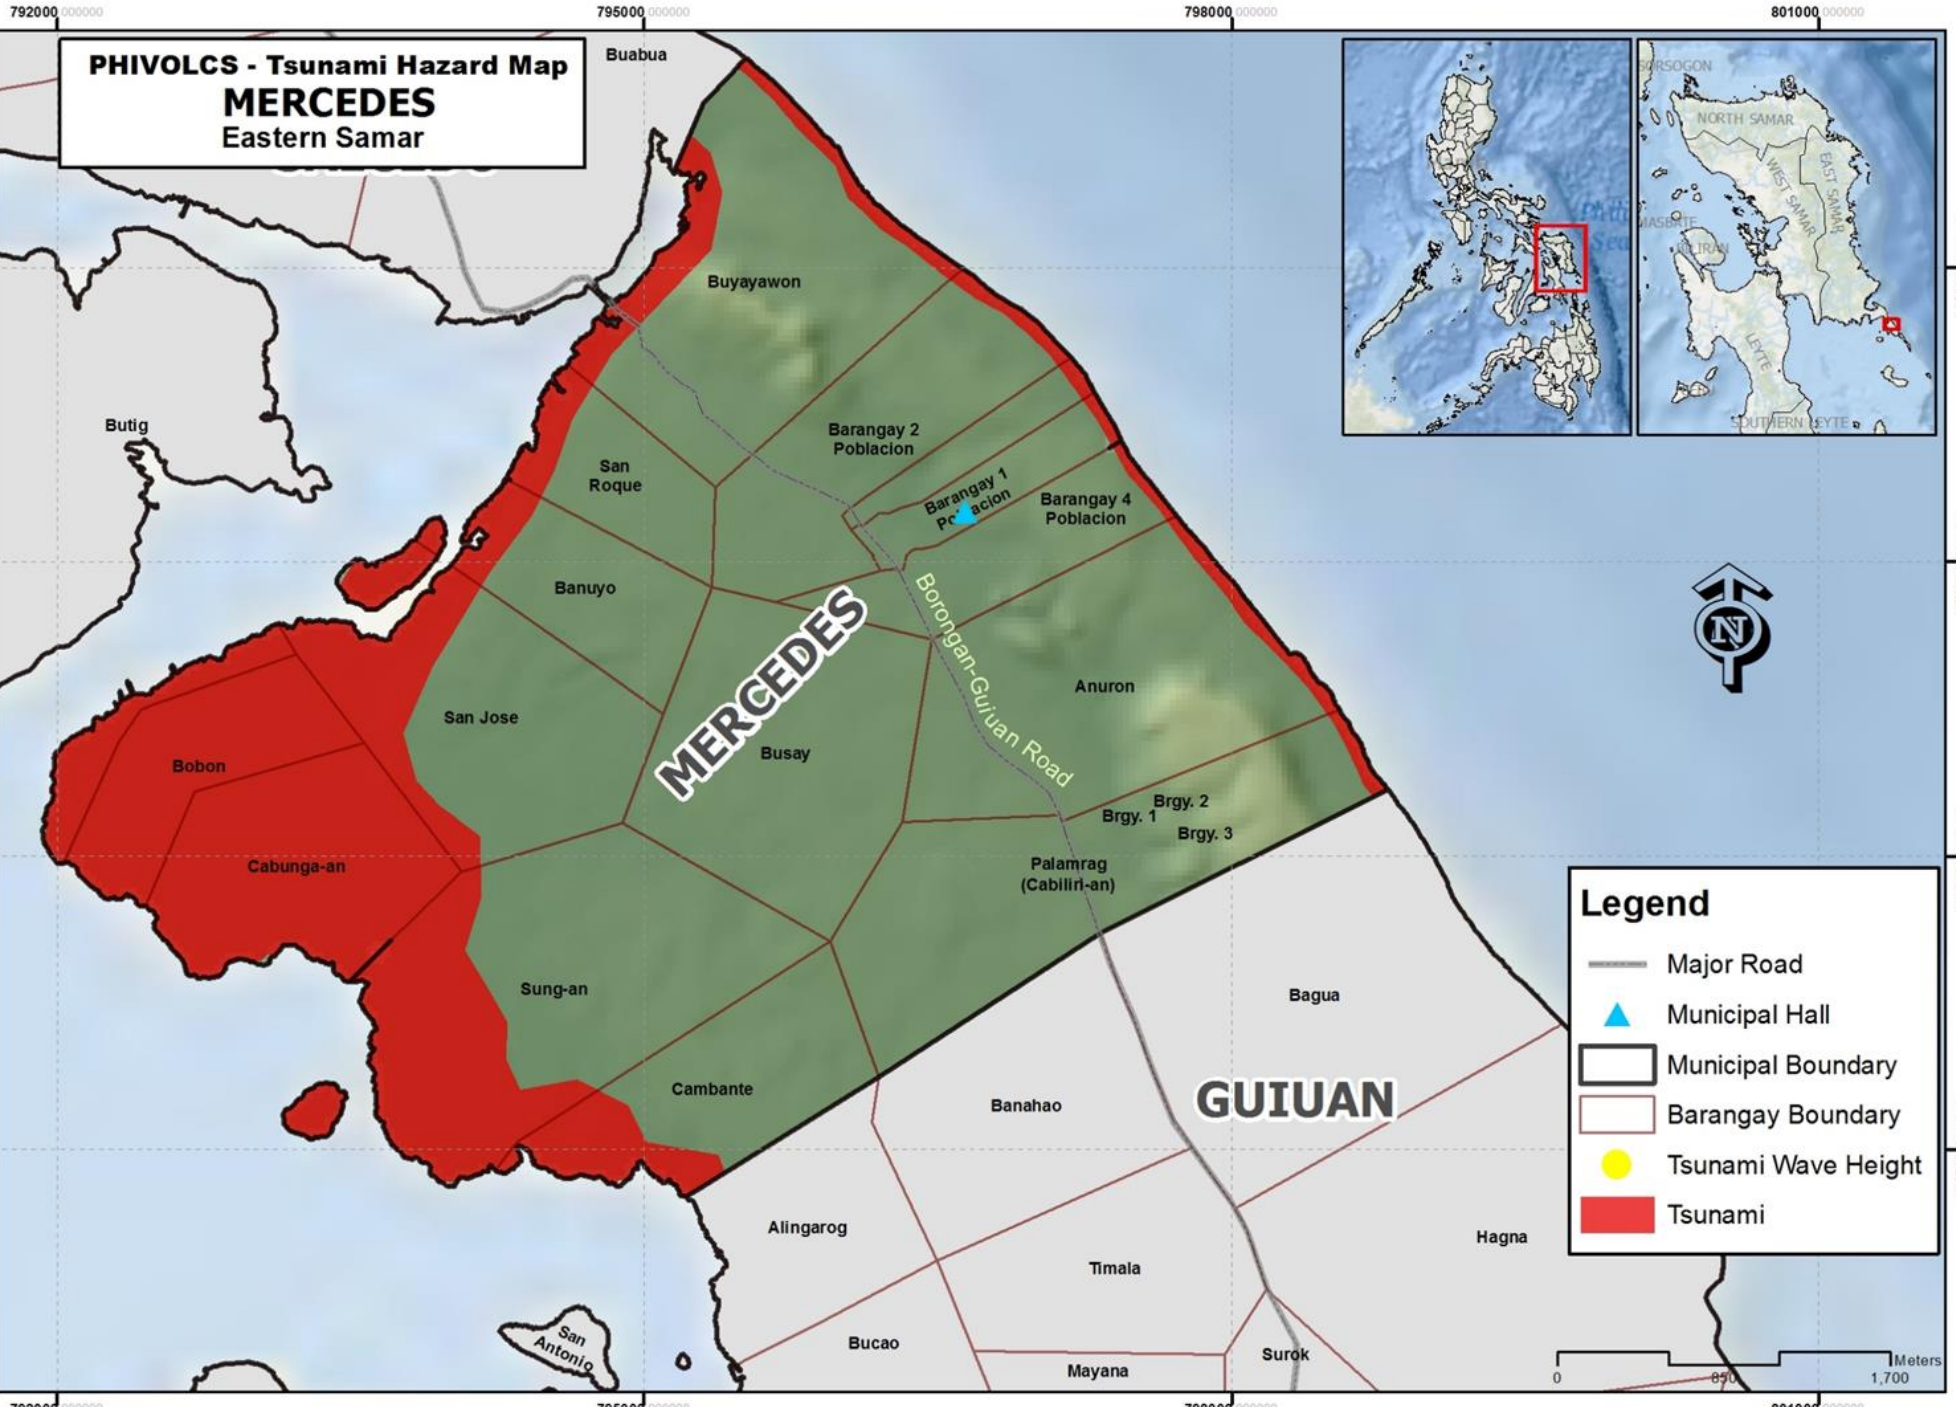 792000.000000
795000.000000
798000.000000
801000.000000
PHIVOLCS - Tsunami Hazard Map
MERCEDES
Eastern Samar
Buabua
SORSOGON
NORTH SAMAR
WEST SAMAR
EAST SAMAR
MASBATE
BILIRAN
LEYTE
SOUTHERN LEYTE
Buyayawon
Butig
Barangay 2
Poblacion
San
Roque
Barangay 1
Barangay 4
Poblacion
Banuyo
Borongan-Guiuan Road
MERCEDES
Anuron
San Jose
Busay
Bobon
Brgy. 2
Brgy. 1
Brgy. 3
Cabunga-an
Palamrag
(Cabilin-an)
Sung-an
Bagua
Cambante
Banahao
GUIUAN
Alingarog
Hagna
Timala
San
Antonio
Bucao
Mayana
Surok
N
Legend
Major Road
Municipal Hall
Municipal Boundary
Barangay Boundary
Tsunami Wave Height
Tsunami
Meters
0 850 1,700